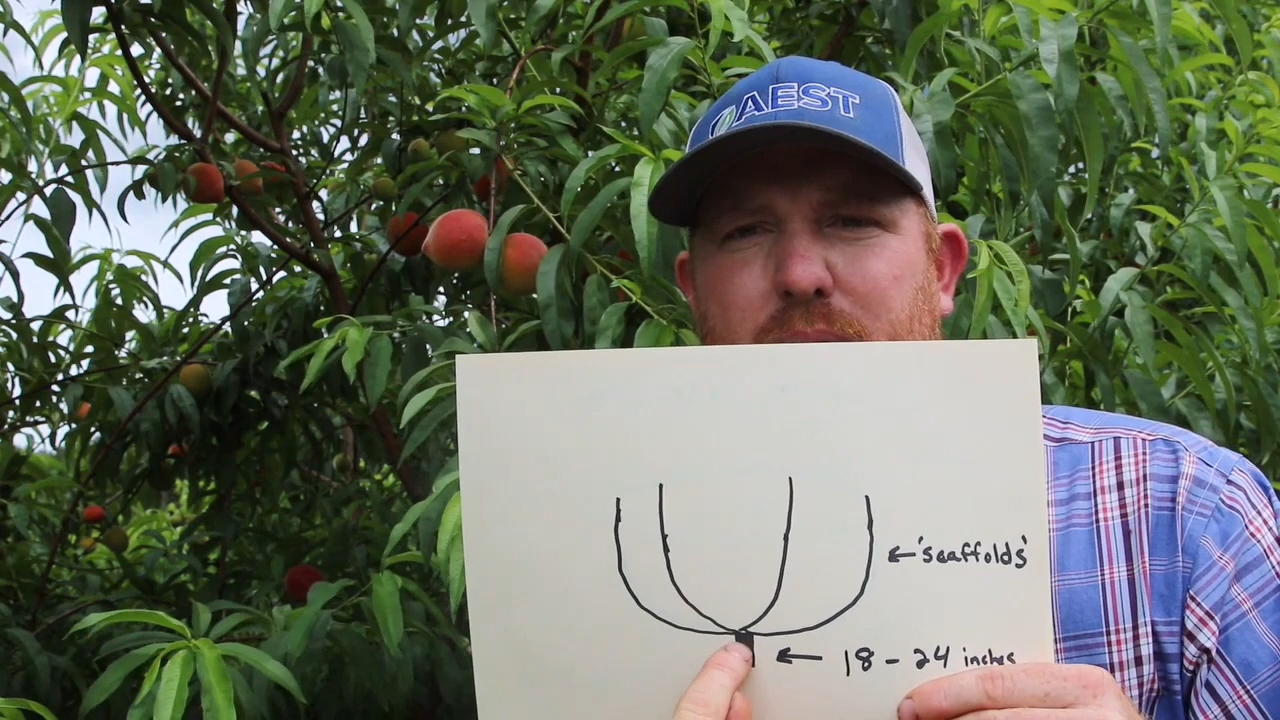 AEST
←'scaffolds'
← 18-24 inches